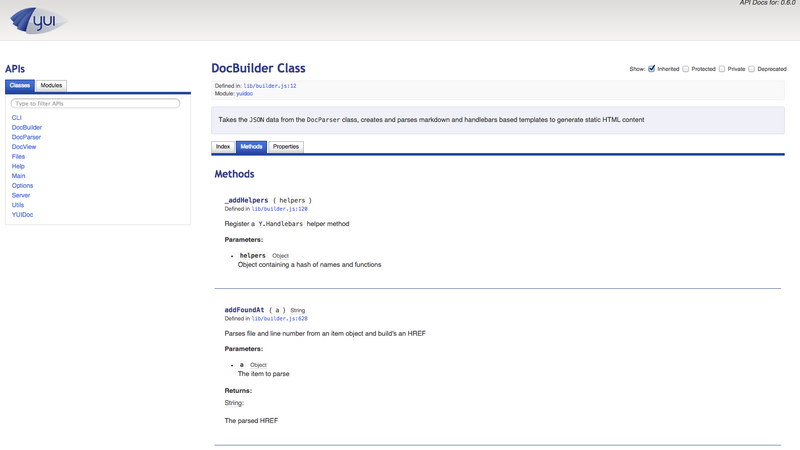 API Docs for: 0.6.0
YUI
APIs
Classes Modules
Type to filter APIs
CLI
DocBuilder
DocParser
DocView
Files
Help
Main
Options
Server
Utils
YUIDoc
DocBuilder Class
Show: Inherited Protected Private Deprecated
Defined in: lib/builder.js:12
Module: yuidoc
Takes the JSON data from the DocParser class, creates and parses markdown and handlebars based templates to generate static HTML content
Index Methods Properties
Methods
_addHelpers ( helpers )
Defined in lib/builder.js:120
Register a Y.Handlebars helper method
Parameters:
• helpers Object
Object containing a hash of names and functions
addFoundAt ( a ) String
Defined in lib/builder.js:628
Parses file and line number from an item object and build's an HREF
Parameters:
• a Object
The item to parse
Returns:
String:
The parsed HREF